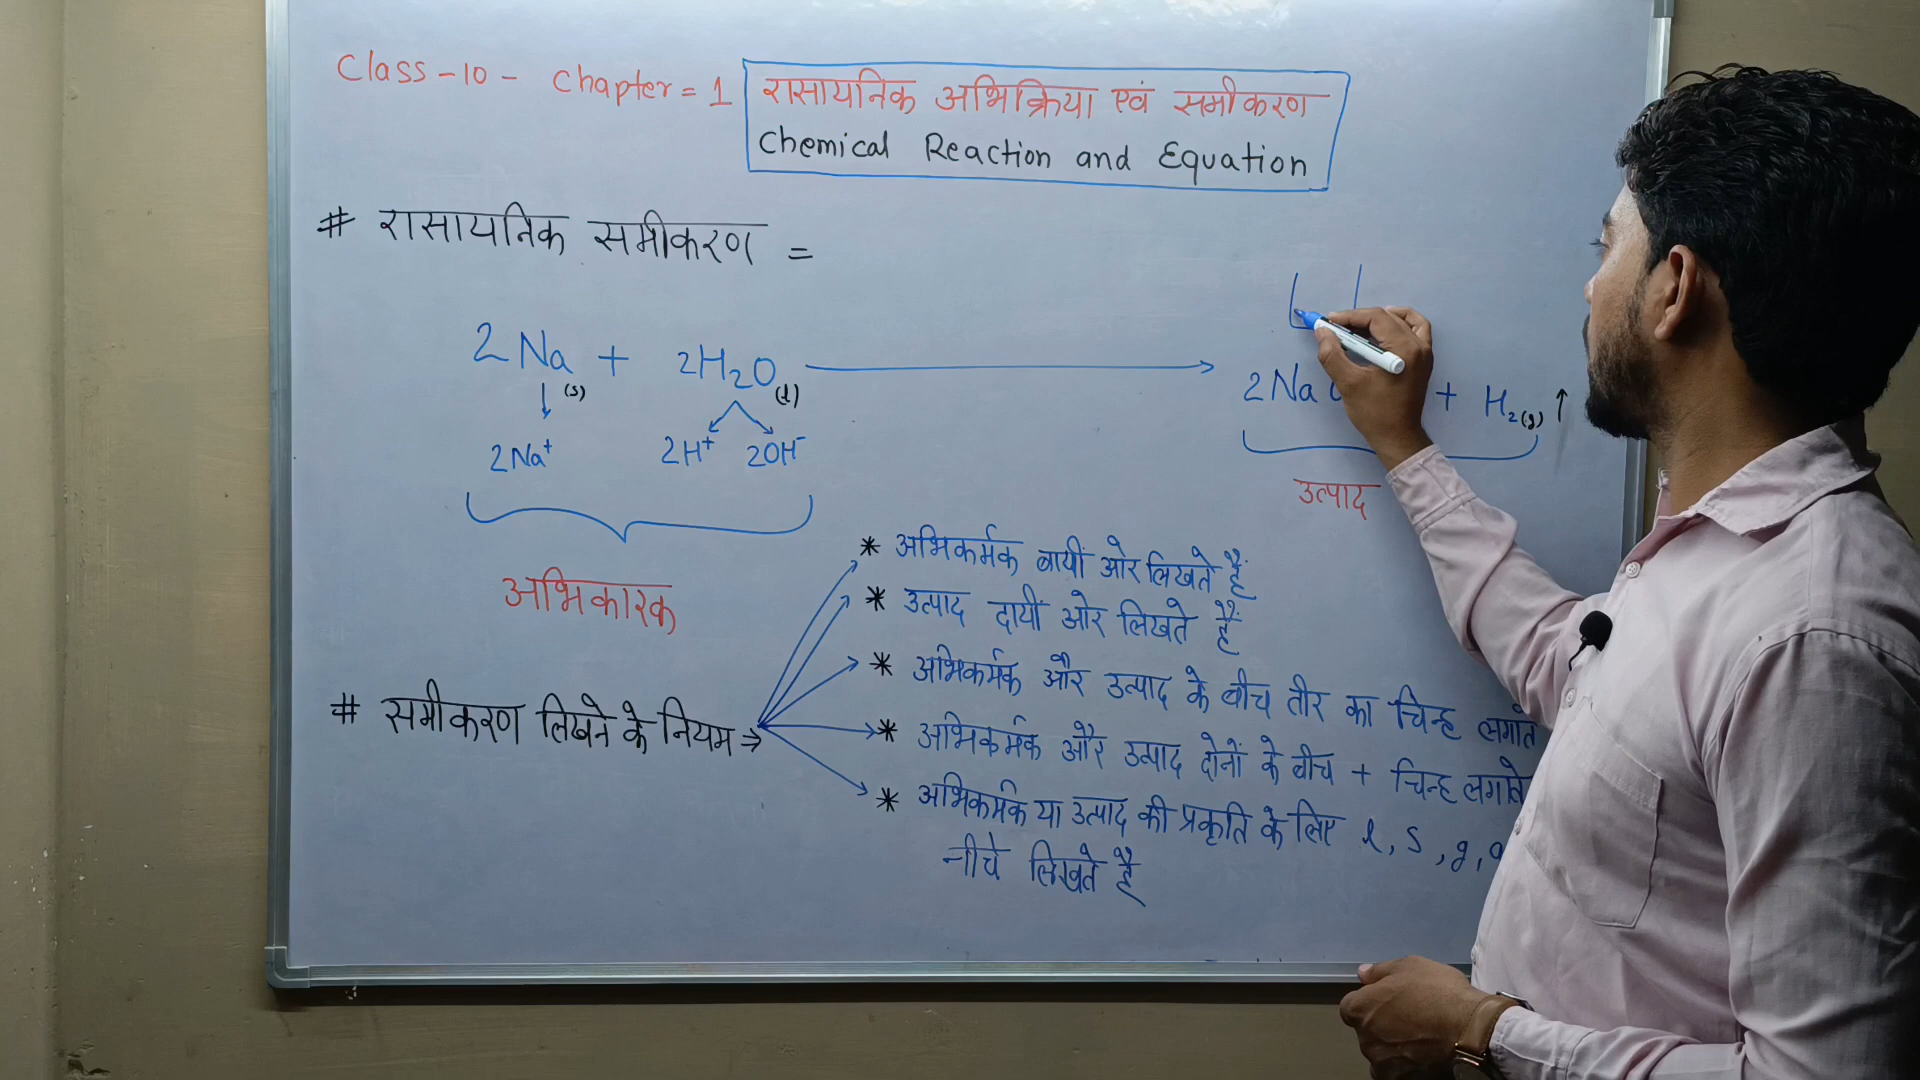 Class - 10 - Chapter = 1 रासायनिक अभिक्रिया एवं समीकरण
Chemical Reaction and Equation
# रासायनिक समीकरण =
2Na(s) + 2H₂O(l) → 2Na + H₂(g) ↑
2Na⁺ 2H⁺ 2OH⁻
उत्पाद
अभिकारक
# समीकरण लिखने के नियम ⇒
* अभिकर्मक बायीं ओर लिखते हैं
* उत्पाद दायीं ओर लिखते हैं
* अभिकर्मक और उत्पाद के बीच तीर का चिन्ह लगाते
* अभिकर्मक और उत्पाद दोनों के बीच + चिन्ह लगाते
* अभिकर्मक या उत्पाद की प्रकृति के लिए l, s, g,
नीचे लिखते है